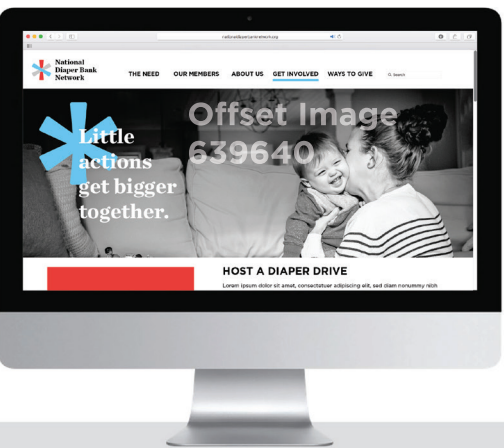 nationaldiaperbanknetwork.org
National
Diaper Bank
Network
THE NEED OUR MEMBERS ABOUT US GET INVOLVED WAYS TO GIVE Search
Offset Image
639640
Little
actions
get bigger
together.
HOST A DIAPER DRIVE
Lorem ipsum dolor sit amet, consectetuer adipiscing elit, sed diam nonummy nibh